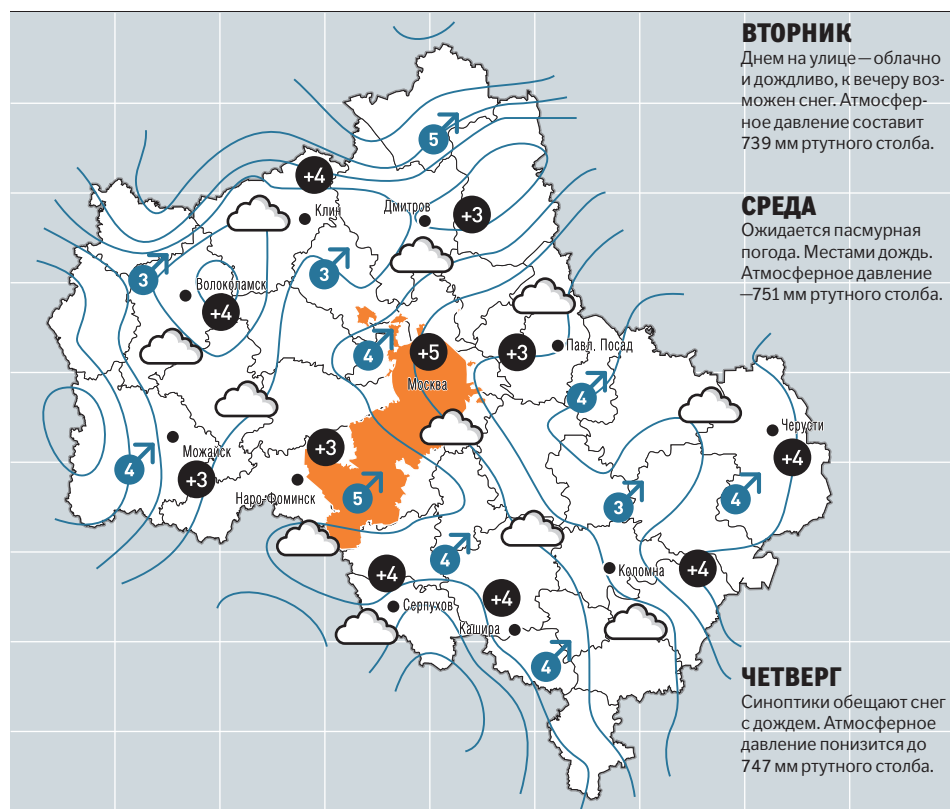 ВТОРНИК
Днем на улице — облачно
и дождливо, к вечеру воз-
можен снег. Атмосфер-
ное давление составит
739 мм ртутного столба.
СРЕДА
Ожидается пасмурная
погода. Местами дождь.
Атмосферное давление
—751 мм ртутного столба.
ЧЕТВЕРГ
Синоптики обещают снег
с дождем. Атмосферное
давление понизится до
747 мм ртутного столба.
5
+4
Клин
Дмитров
+3
3
3
Волоколамск
+4
4
+5
Москва
+3
Павл. Посад
4
Черусти
+4
Можайск
4
+3
+3
Наро-Фоминск
5
3
4
4
+4
Серпухов
+4
Кашира
Коломна
+4
4